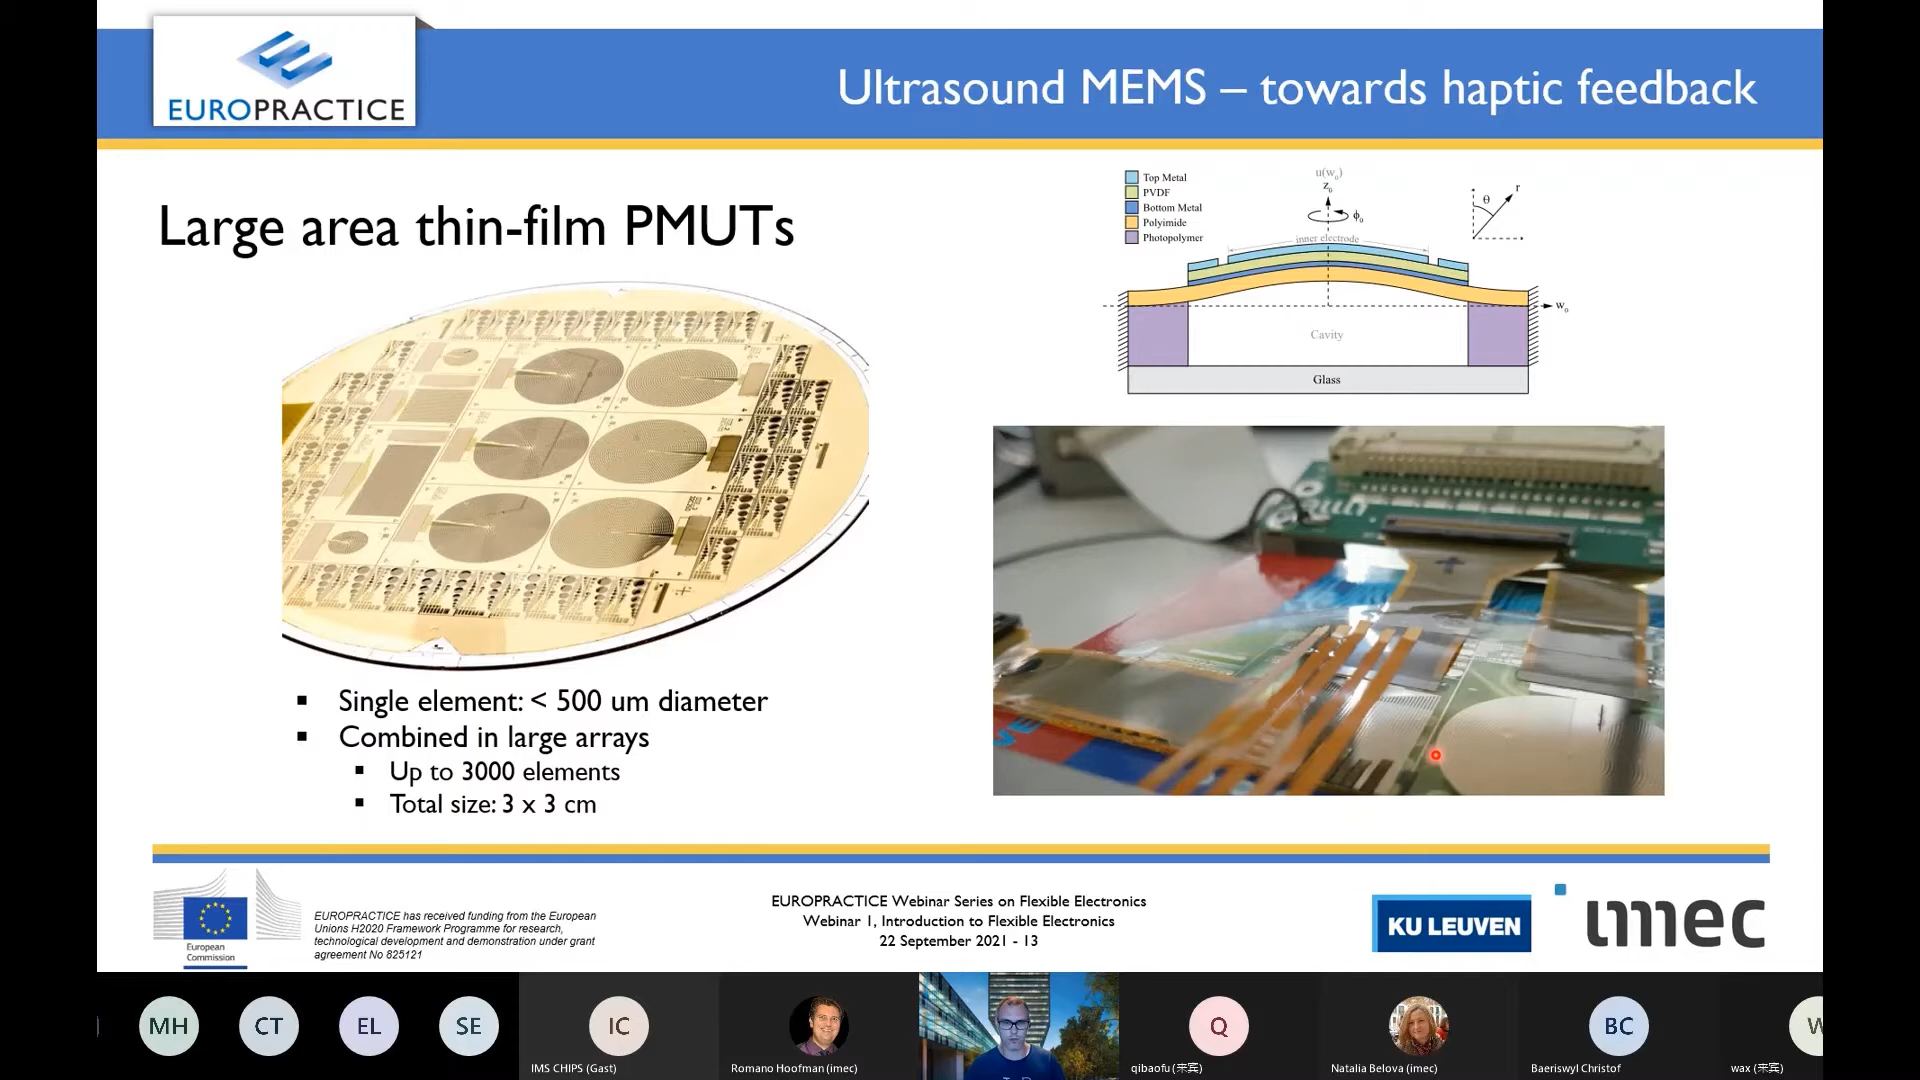 EUROPRACTICE
Ultrasound MEMS – towards haptic feedback
Large area thin-film PMUTs
Top Metal
PVDF
Bottom Metal
Polyimide
Photopolymer
u(w₀)
z₀
ϕ₀
θ
r
inner electrode
w₀
Cavity
Glass
▪ Single element: < 500 um diameter
▪ Combined in large arrays
▪ Up to 3000 elements
▪ Total size: 3 x 3 cm
European
Commission
EUROPRACTICE has received funding from the European
Unions H2020 Framework Programme for research,
technological development and demonstration under grant
agreement No 825121
EUROPRACTICE Webinar Series on Flexible Electronics
Webinar 1, Introduction to Flexible Electronics
22 September 2021 - 13
KU LEUVEN
imec
MH
CT
EL
SE
IC
IMS CHIPS (Gast)
Romano Hoofman (imec)
Q
qibaofu (来宾)
Natalia Belova (imec)
BC
Baeriswyl Christof
W
wax (来宾)